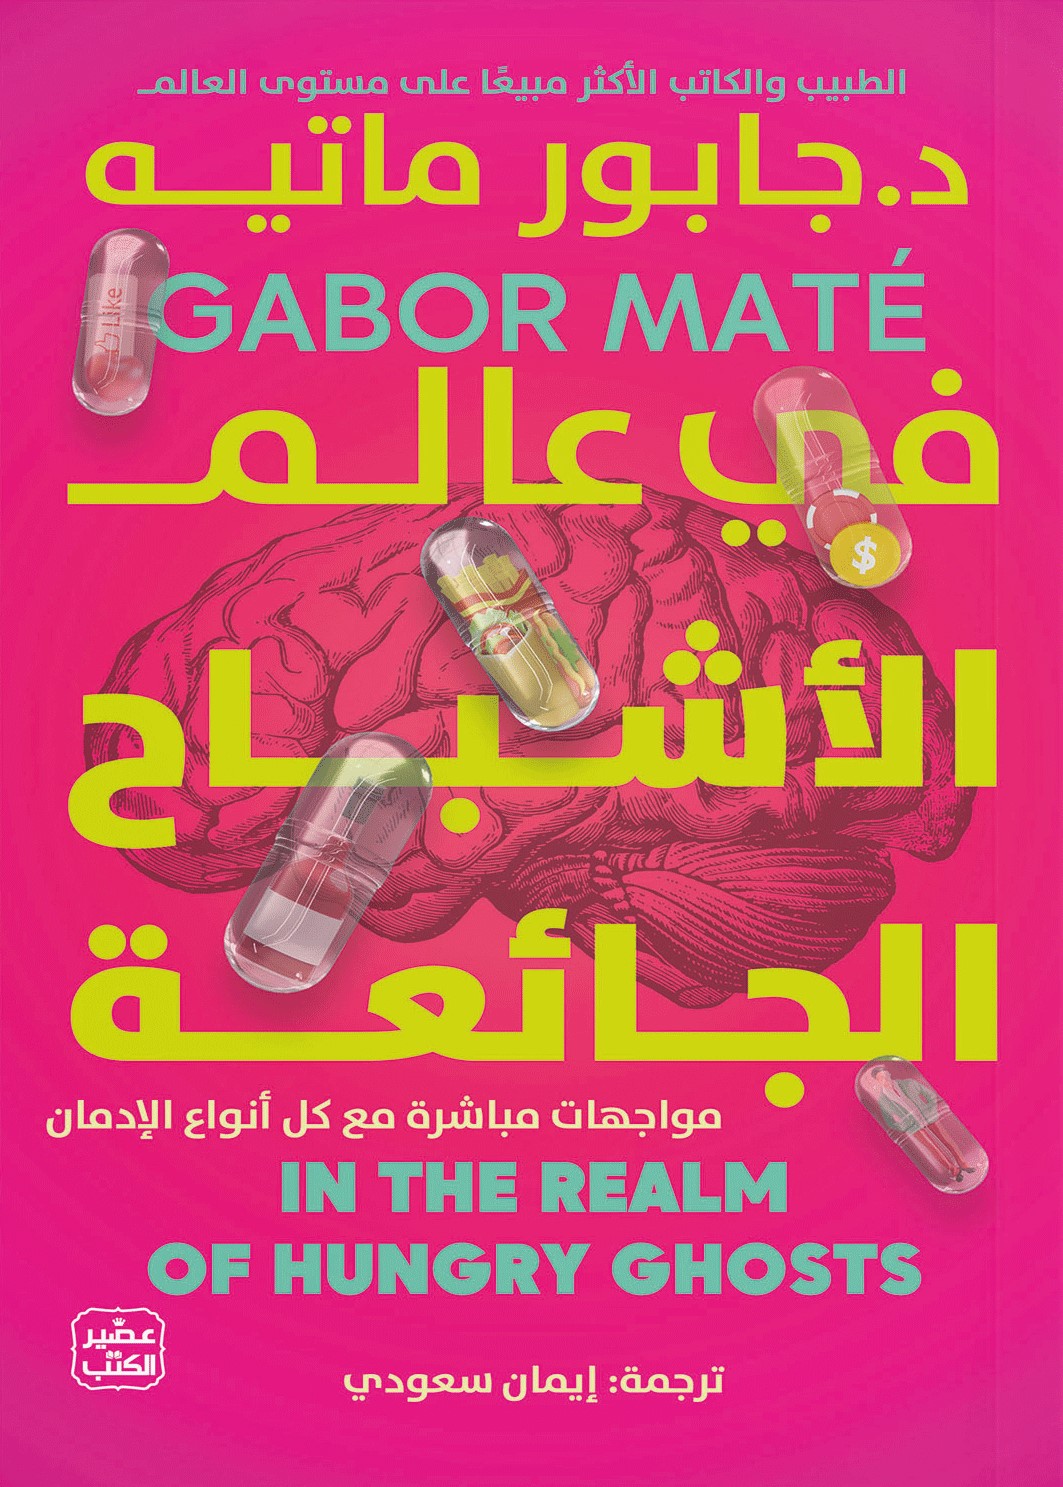 الطبيب والكاتب الأكثر مبيعًا على مستوى العالم
د.جابور ماتيه
GABOR MATÉ
Like
في عالم
$
الأشباح
الجائعة
مواجهات مباشرة مع كل أنواع الإدمان
IN THE REALM
OF HUNGRY GHOSTS
عصير
الكتب
ترجمة: إيمان سعودي